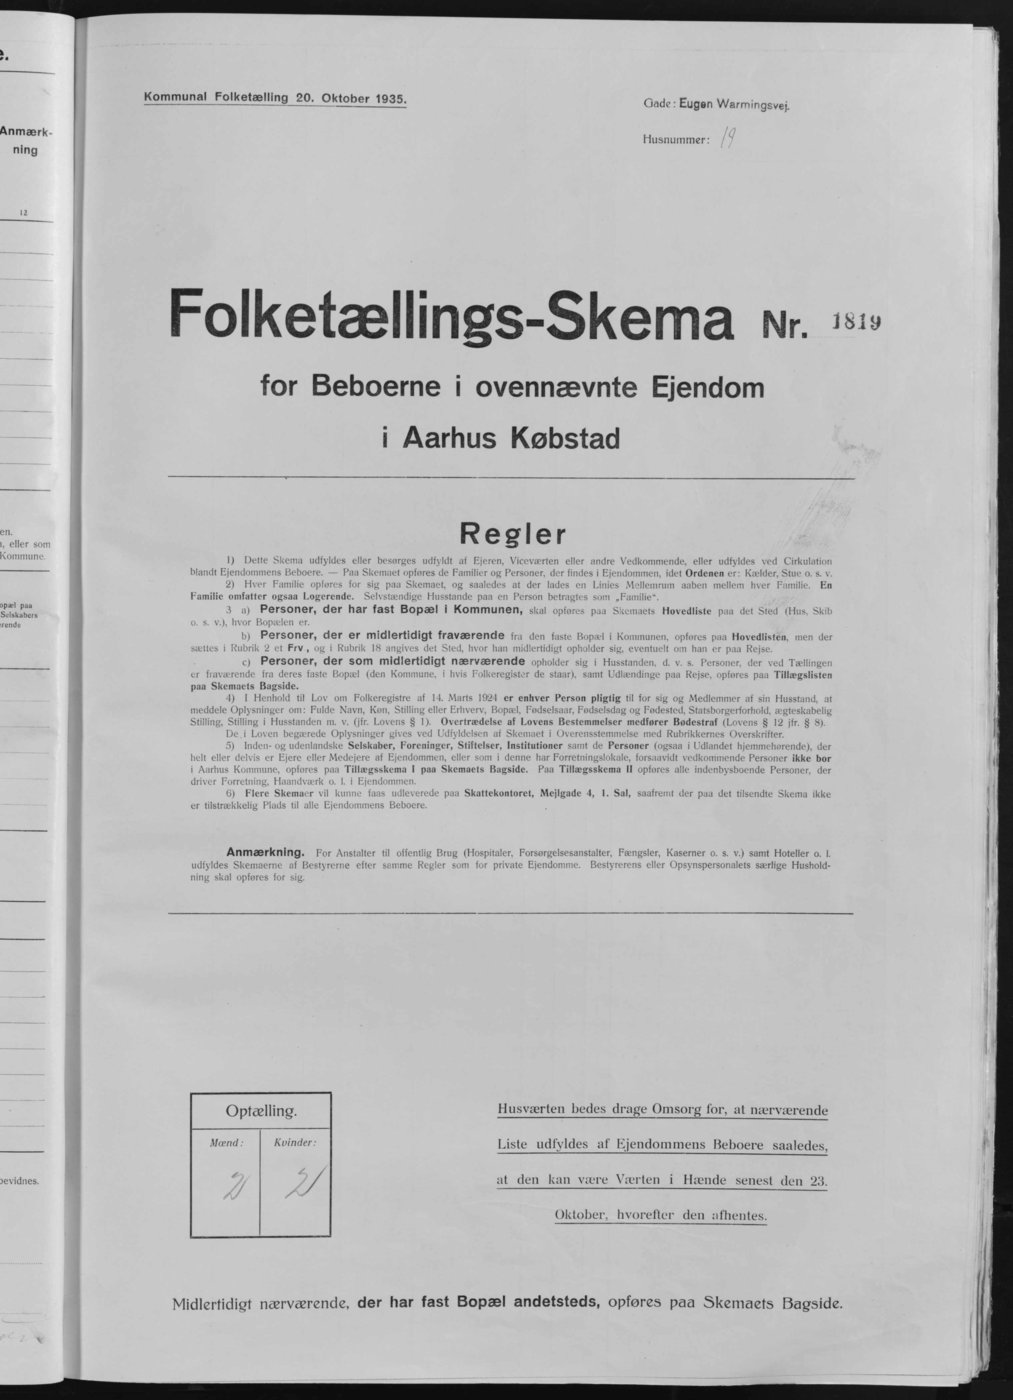 e.
Anmærk-
ning
12
en.
, eller som
Kommune.
opæl paa
Selskabers
rende
bevidnes.
Kommunal Folketælling 20. Oktober 1935.
Gade: Eugen Warmingsvej.
Husnummer: 19
Folketællings-Skema Nr. 1819
for Beboerne i ovennævnte Ejendom
i Aarhus Købstad
Regler
1) Dette Skema udfyldes eller besørges udfyldt af Ejeren, Viceværten eller andre Vedkommende, eller udfyldes ved Cirkulation
blandt Ejendommens Beboere. — Paa Skemaet opføres de Familier og Personer, der findes i Ejendommen, idet Ordenen er: Kælder, Stue o. s. v.
2) Hver Familie opføres for sig paa Skemaet, og saaledes at der lades en Linies Mellemrum aaben mellem hver Familie. En
Familie omfatter ogsaa Logerende. Selvstændige Husstande paa en Person betragtes som „Familie“.
3 a) Personer, der har fast Bopæl i Kommunen, skal opføres paa Skemaets Hovedliste paa det Sted (Hus, Skib
o. s. v.), hvor Bopælen er.
b) Personer, der er midlertidigt fraværende fra den faste Bopæl i Kommunen, opføres paa Hovedlisten, men der
sættes i Rubrik 2 et Frv., og i Rubrik 18 angives det Sted, hvor han midlertidigt opholder sig, eventuelt om han er paa Rejse.
c) Personer, der som midlertidigt nærværende opholder sig i Husstanden, d. v. s. Personer, der ved Tællingen
er fraværende fra deres faste Bopæl (den Kommune, i hvis Folkeregister de staar), samt Udlændinge paa Rejse, opføres paa Tillægslisten
paa Skemaets Bagside.
4) I Henhold til Lov om Folkeregistre af 14. Marts 1924 er enhver Person pligtig til for sig og Medlemmer af sin Husstand, at
meddele Oplysninger om: Fulde Navn, Køn, Stilling eller Erhverv, Bopæl, Fødselsaar, Fødselsdag og Fødested, Statsborgerforhold, ægteskabelig
Stilling, Stilling i Husstanden m. v. (jfr. Lovens § 1). Overtrædelse af Lovens Bestemmelser medfører Bødestraf (Lovens § 12 jfr. § 8).
De i Loven begærede Oplysninger gives ved Udfyldelsen af Skemaet i Overensstemmelse med Rubrikkernes Overskrifter.
5) Inden- og udenlandske Selskaber, Foreninger, Stiftelser, Institutioner samt de Personer (ogsaa i Udlandet hjemmehørende), der
helt eller delvis er Ejere eller Medejere af Ejendommen, eller som i denne har Forretningslokale, forsaavidt vedkommende Personer ikke bor
i Aarhus Kommune, opføres paa Tillægsskema I paa Skemaets Bagside. Paa Tillægsskema II opføres alle indenbysboende Personer, der
driver Forretning, Haandværk o. l. i Ejendommen.
6) Flere Skemaer vil kunne faas udleverede paa Skattekontoret, Mejlgade 4, 1. Sal, saafremt der paa det tilsendte Skema ikke
er tilstrækkelig Plads til alle Ejendommens Beboere.
Anmærkning. For Anstalter til offentlig Brug (Hospitaler, Forsørgelsesanstalter, Fængsler, Kaserner o. s. v.) samt Hoteller o. l.
udfyldes Skemaerne af Bestyrerne efter samme Regler som for private Ejendomme. Bestyrerens eller Opsynspersonalets særlige Hushold-
ning skal opføres for sig.
Optælling.
Mænd: Kvinder:
2 2
Husværten bedes drage Omsorg for, at nærværende
Liste udfyldes af Ejendommens Beboere saaledes,
at den kan være Værten i Hænde senest den 23.
Oktober, hvorefter den afhentes.
Midlertidigt nærværende, der har fast Bopæl andetsteds, opføres paa Skemaets Bagside.